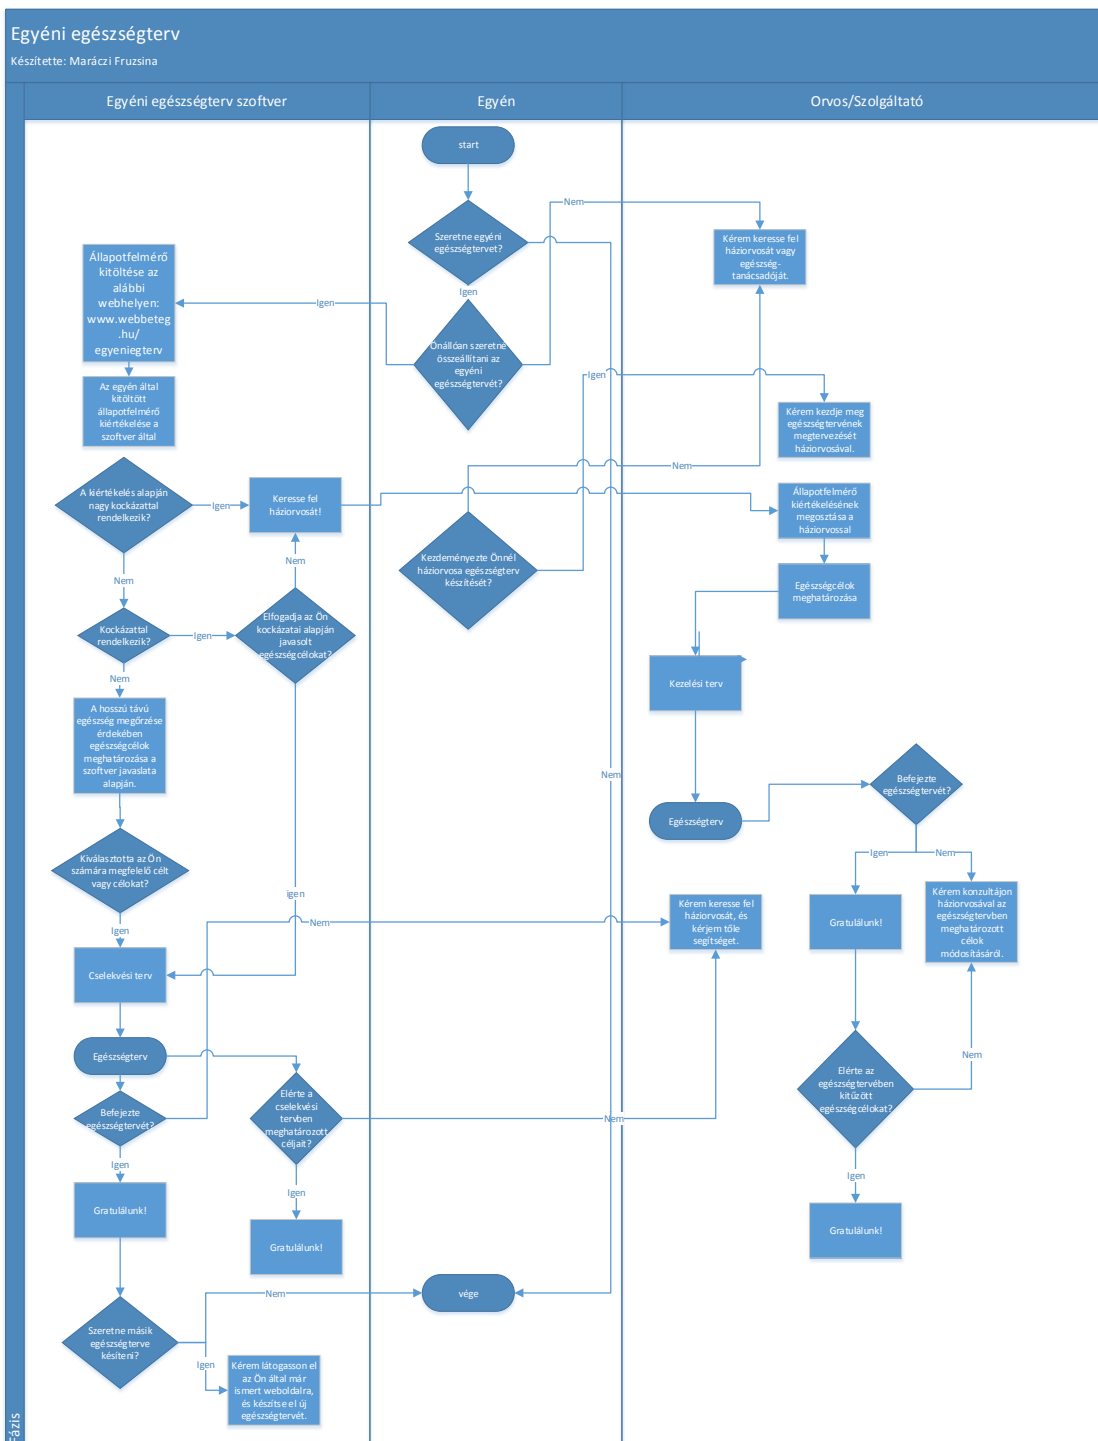 Egyéni egészségterv
Készítette: Maráczi Fruzsina
Egyéni egészségterv szoftver
Egyén
Orvos/Szolgáltató
Fázis
start
Szeretne egyéni
egészségtervet?
Nem
Kérem keresse fel
háziorvosát vagy
egészség-
tanácsadóját.
Igen
Igen
Állapotfelmérő
kitöltése az
alábbi
webhelyen:
www.webbeteg
.hu/
egyeniegterv
Önállóan szeretne
összeállítani az
egyéni
egészségtervét?
Az egyén által
kitöltött
állapotfelmérő
kiértékelése a
szoftver által
Igen
Kérem kezdje meg
egészségtervének
megtervezését
háziorvosával.
Nem
A kiértékelés alapján
nagy kockázattal
rendelkezik?
Igen
Keresse fel
háziorvosát!
Állapotfelmérő
kiértékelésének
megosztása a
háziorvossal
Kezdeményezte Önnél
háziorvosa egészségterv
készítését?
Nem
Nem
Egészségcélok
meghatározása
Kockázattal
rendelkezik?
Igen
Elfogadja az Ön
kockázatai alapján
javasolt
egészségcélokat?
Nem
Kezelési terv
A hosszú távú
egészség megőrzése
érdekében
egészségcélok
meghatározása a
szoftver javaslata
alapján.
Nem
Befejezte
egészségtervét?
Egészségterv
Kiválasztotta az Ön
számára megfelelő célt
vagy célokat?
Igen
Nem
igen
Kérem keresse fel
háziorvosát, és
kérjem tőle
segítséget.
Gratulálunk!
Kérem konzultájon
háziorvosával az
egészségtervben
meghatározott
célok
módosításáról.
Igen
Nem
Cselekvési terv
Egészségterv
Nem
Elérte az
egészségtervében
kitűzött
egészségcélokat?
Befejezte
egészségtervét?
Elérte a
cselekvési
tervben
meghatározott
céljait?
Nem
Igen
Igen
Igen
Gratulálunk!
Gratulálunk!
Gratulálunk!
Nem
vége
Szeretne másik
egészségterve
késíteni?
Igen
Kérem látogasson el
az Ön által már
ismert weboldalra,
és készítse el új
egészségtervét.